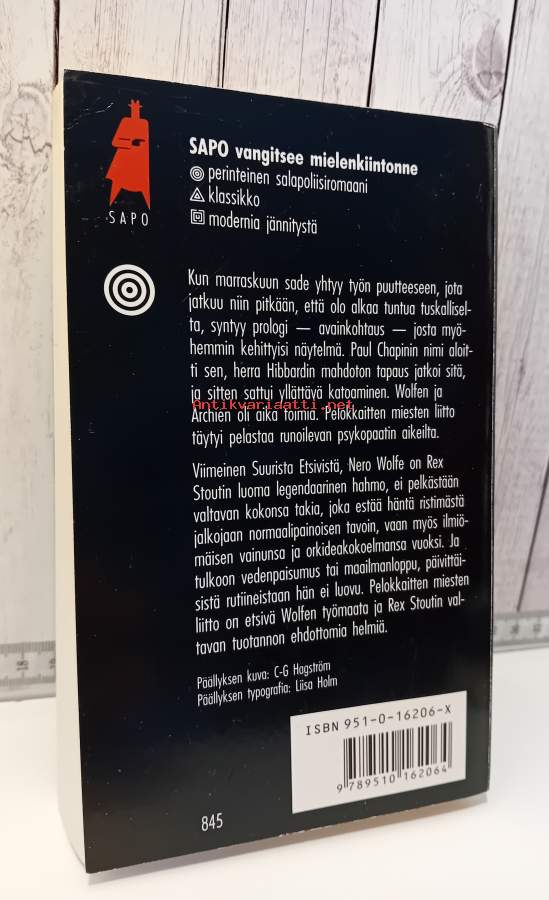 SAPO
SAPO vangitsee mielenkiintonne
perinteinen salapoliisiromaani
klassikko
modernia jännitystä
Kun marraskuun sade yhtyy työn puutteeseen, jota
jatkuu niin pitkään, että olo alkaa tuntua tuskallisel-
ta, syntyy prologi — avainkohtaus — josta myö-
hemmin kehittyisi näytelmä. Paul Chapinin nimi aloit-
ti sen, herra Hibbardin mahdoton tapaus jatkoi sitä,
ja sitten sattui yllättävä katoaminen. Wolfen ja
Antikvariaatti.net
Archien oli aika toimia. Pelokkaitten miesten liitto
täytyi pelastaa runoilevan psykopaatin aikeilta.
Viimeinen Suurista Etsivistä, Nero Wolfe on Rex
Stoutin luoma legendaarinen hahmo, ei pelkästään
valtavan kokonsa takia, joka estää häntä ristimästä
jalkojaan normaalipainoisen tavoin, vaan myös ilmiö-
mäisen vainunsa ja orkideakokoelmansa vuoksi. Ja
tulkoon vedenpaisumus tai maailmanloppu, päivittäi-
sistä rutiineistaan hän ei luovu. Pelokkaitten miesten
liitto on etsivä Wolfen työmaata ja Rex Stoutin val-
tavan tuotannon ehdottomia helmiä.
Päällyksen kuva: C-G Hagström
Päällyksen typografia: Liisa Holm
ISBN 951-0-16206-X
9 789510 162064
845